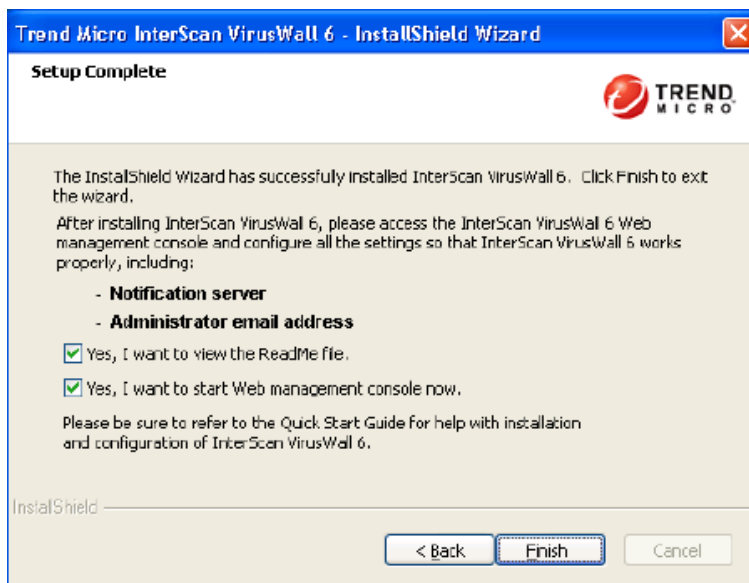 Trend Micro InterScan VirusWall 6 - InstallShield Wizard
Setup Complete
TREND
MICRO
The InstallShield Wizard has successfully installed InterScan VirusWall 6. Click Finish to exit
the wizard.
After installing InterScan VirusWall 6, please access the InterScan VirusWall 6 Web
management console and configure all the settings so that InterScan VirusWall 6 works
properly, including:
- Notification server
- Administrator email address
Yes, I want to view the ReadMe file.
Yes, I want to start Web management console now.
Please be sure to refer to the Quick Start Guide for help with installation
and configuration of InterScan VirusWall 6.
InstallShield
< Back
Finish
Cancel